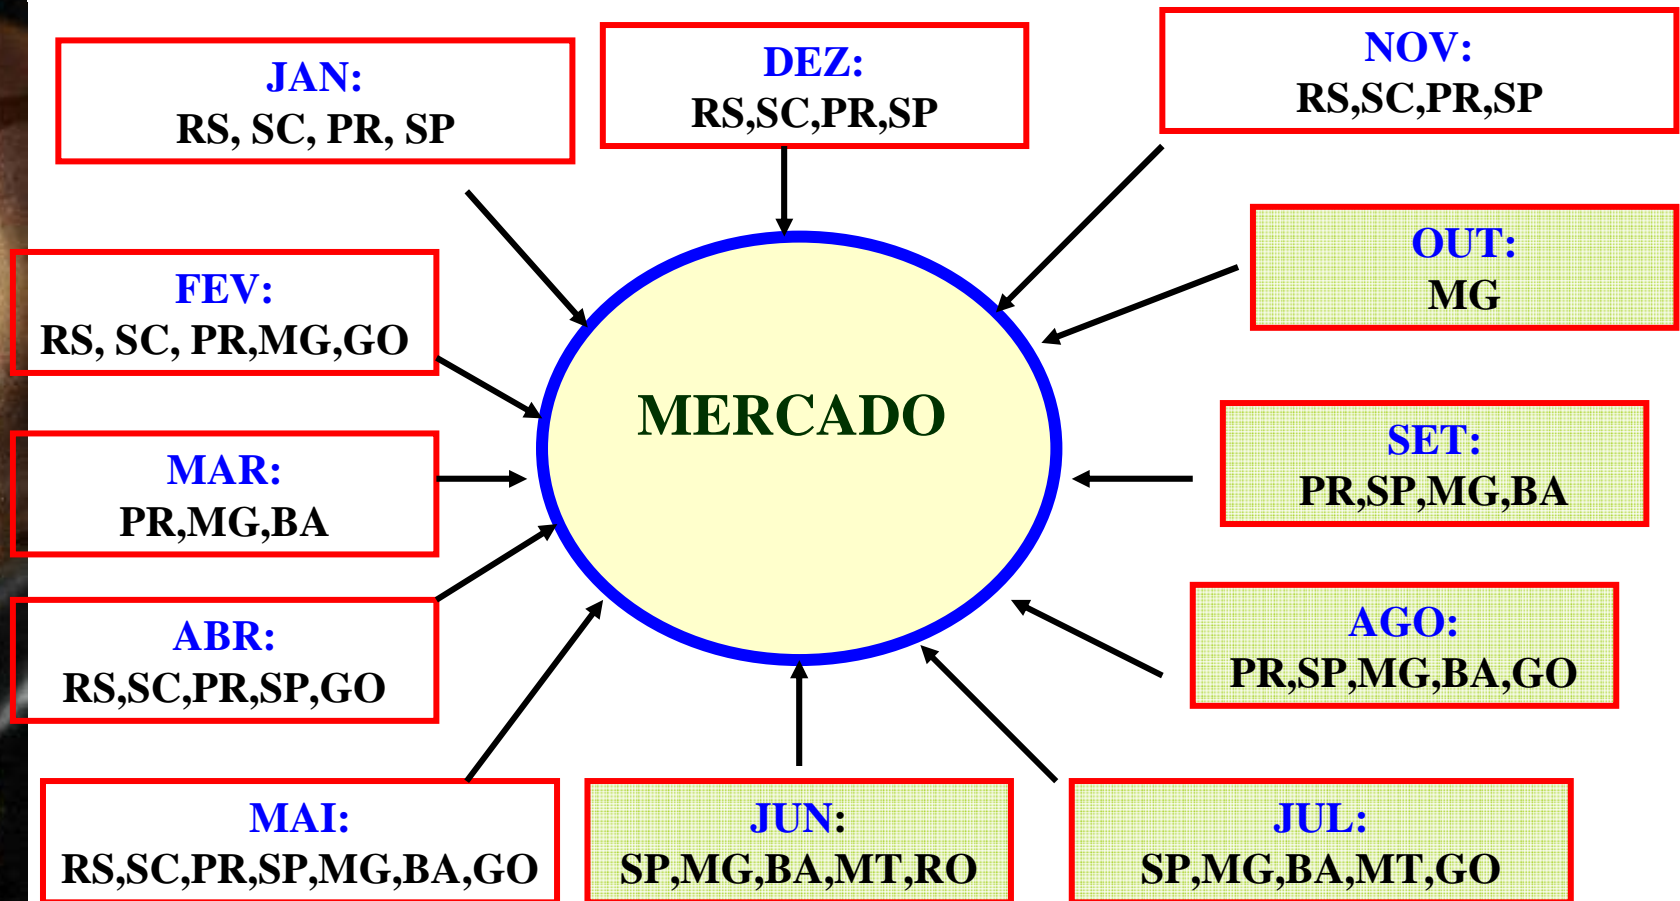 JAN:
RS, SC, PR, SP
DEZ:
RS,SC,PR,SP
NOV:
RS,SC,PR,SP
FEV:
RS, SC, PR,MG,GO
OUT:
MG
MERCADO
MAR:
PR,MG,BA
SET:
PR,SP,MG,BA
ABR:
RS,SC,PR,SP,GO
AGO:
PR,SP,MG,BA,GO
MAI:
RS,SC,PR,SP,MG,BA,GO
JUN:
SP,MG,BA,MT,RO
JUL:
SP,MG,BA,MT,GO